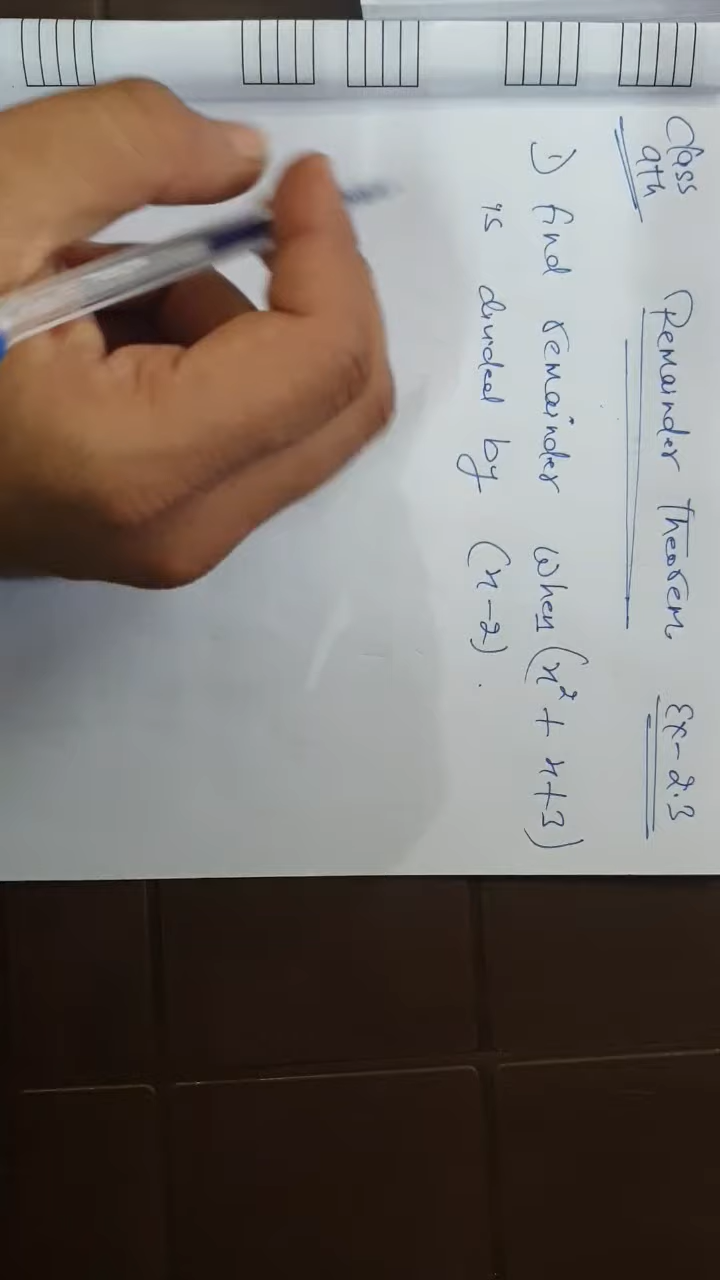 Class 9th Remainder Theorem Ex-2.3
1) find remainder when (x² + x+3)
is divided by (x-2).